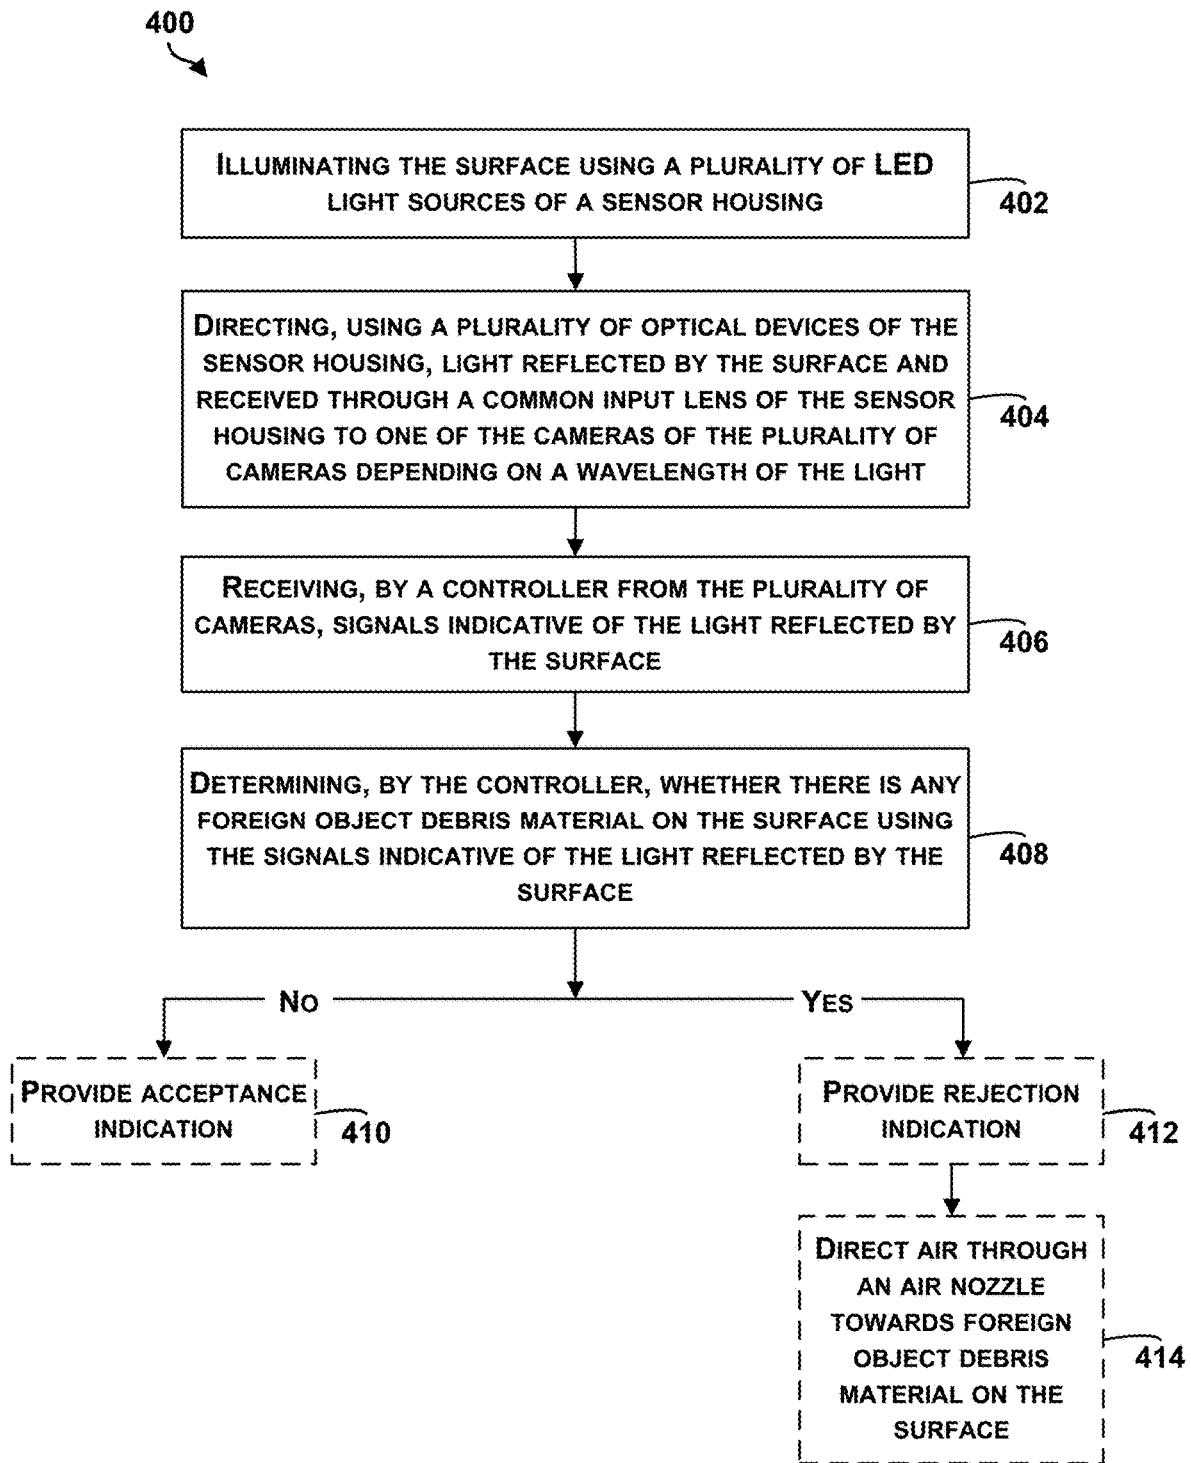 400
ILLUMINATING THE SURFACE USING A PLURALITY OF LED
LIGHT SOURCES OF A SENSOR HOUSING
402
DIRECTING, USING A PLURALITY OF OPTICAL DEVICES OF THE
SENSOR HOUSING, LIGHT REFLECTED BY THE SURFACE AND
RECEIVED THROUGH A COMMON INPUT LENS OF THE SENSOR
HOUSING TO ONE OF THE CAMERAS OF THE PLURALITY OF
CAMERAS DEPENDING ON A WAVELENGTH OF THE LIGHT
404
RECEIVING, BY A CONTROLLER FROM THE PLURALITY OF
CAMERAS, SIGNALS INDICATIVE OF THE LIGHT REFLECTED BY
THE SURFACE
406
DETERMINING, BY THE CONTROLLER, WHETHER THERE IS ANY
FOREIGN OBJECT DEBRIS MATERIAL ON THE SURFACE USING
THE SIGNALS INDICATIVE OF THE LIGHT REFLECTED BY THE
SURFACE
408
NO
YES
PROVIDE ACCEPTANCE
INDICATION
410
PROVIDE REJECTION
INDICATION
412
DIRECT AIR THROUGH
AN AIR NOZZLE
TOWARDS FOREIGN
OBJECT DEBRIS
MATERIAL ON THE
SURFACE
414